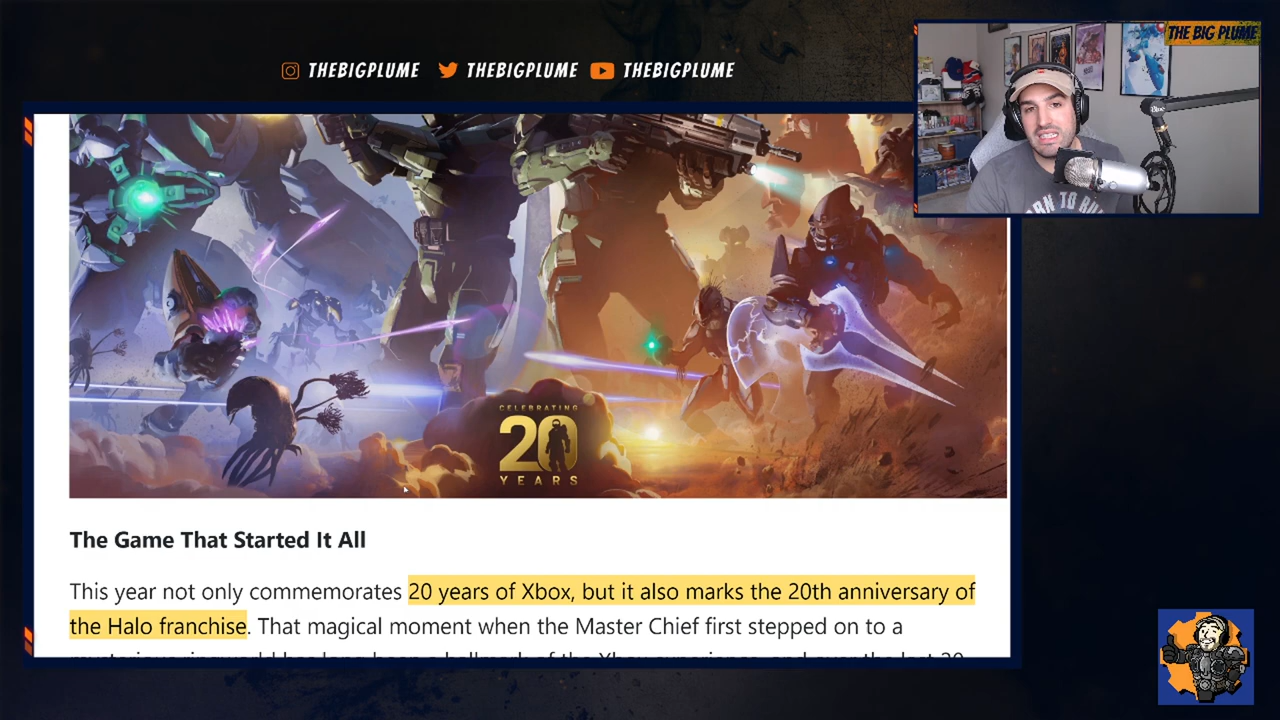 THE BIG PLUME
THEBIGPLUME THEBIGPLUME THEBIGPLUME
CELEBRATING
20
YEARS
The Game That Started It All
This year not only commemorates 20 years of Xbox, but it also marks the 20th anniversary of
the Halo franchise. That magical moment when the Master Chief first stepped on to a